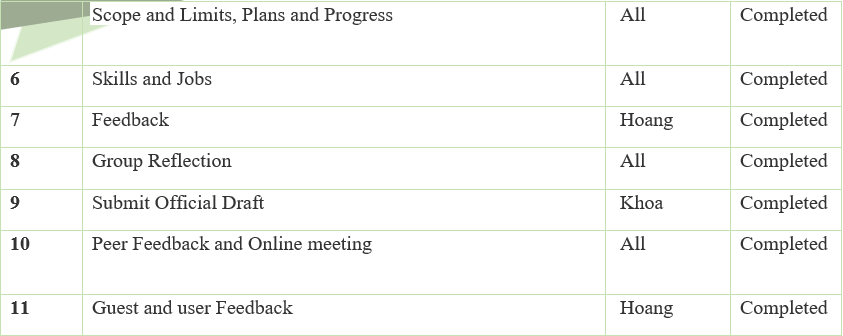 Scope and Limits, Plans and Progress All Completed
6 Skills and Jobs All Completed
7 Feedback Hoang Completed
8 Group Reflection All Completed
9 Submit Official Draft Khoa Completed
10 Peer Feedback and Online meeting All Completed
11 Guest and user Feedback Hoang Completed